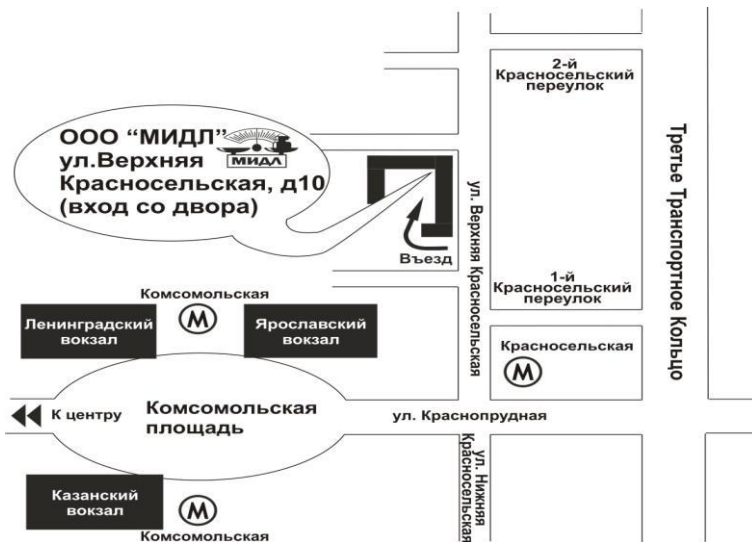 2-й
Красносельский
переулок
ООО “МИДЛ”
МИДЛ
ул.Верхняя
Красносельская, д10
(вход со двора)
Третье Транспортное Кольцо
ул. Верхняя Красносельская
Въезд
1-й
Красносельский
переулок
Комсомольская
М
Ленинградский
вокзал
Ярославский
вокзал
Красносельская
М
К центру
Комсомольская
площадь
ул. Краснопрудная
ул. Нижняя
Красносельская
Казанский
вокзал
М
Комсомольская